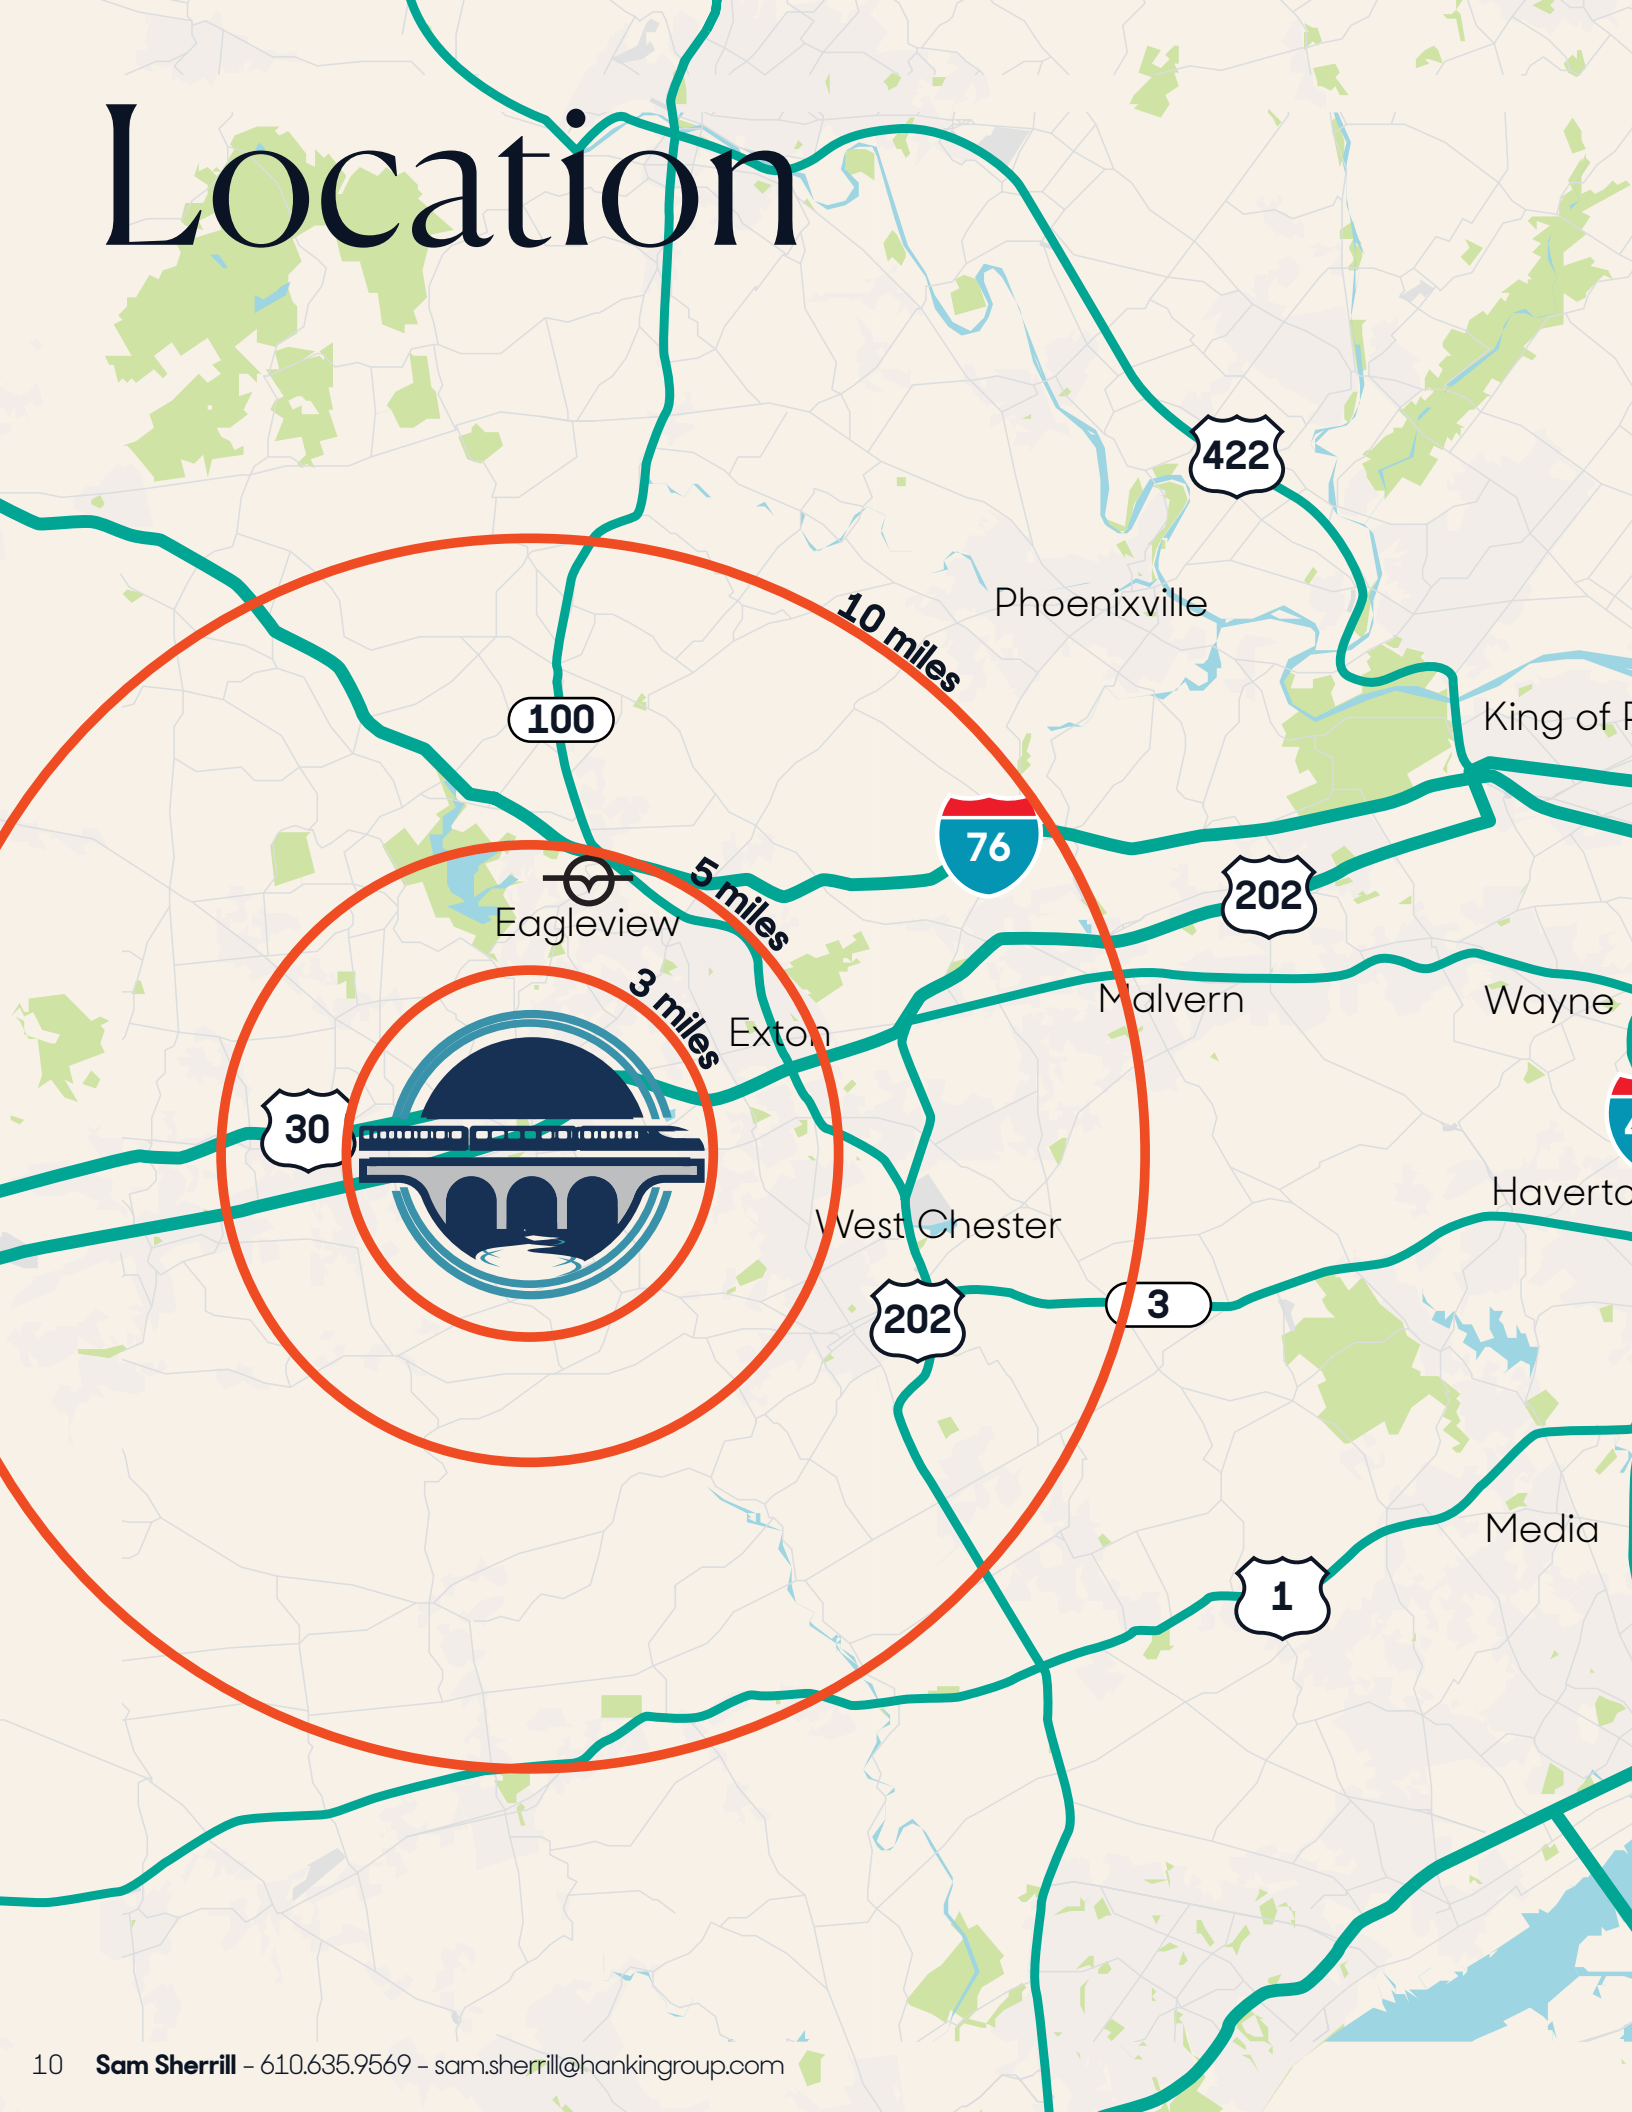 Location
422
Phoenixville
10 miles
King of P
100
76
5 miles
202
Eagleview
3 miles
Exton
Malvern
Wayne
30
4
Haverto
West Chester
202
3
Media
1
10 Sam Sherrill – 610.635.9569 – sam.sherrill@hankingroup.com